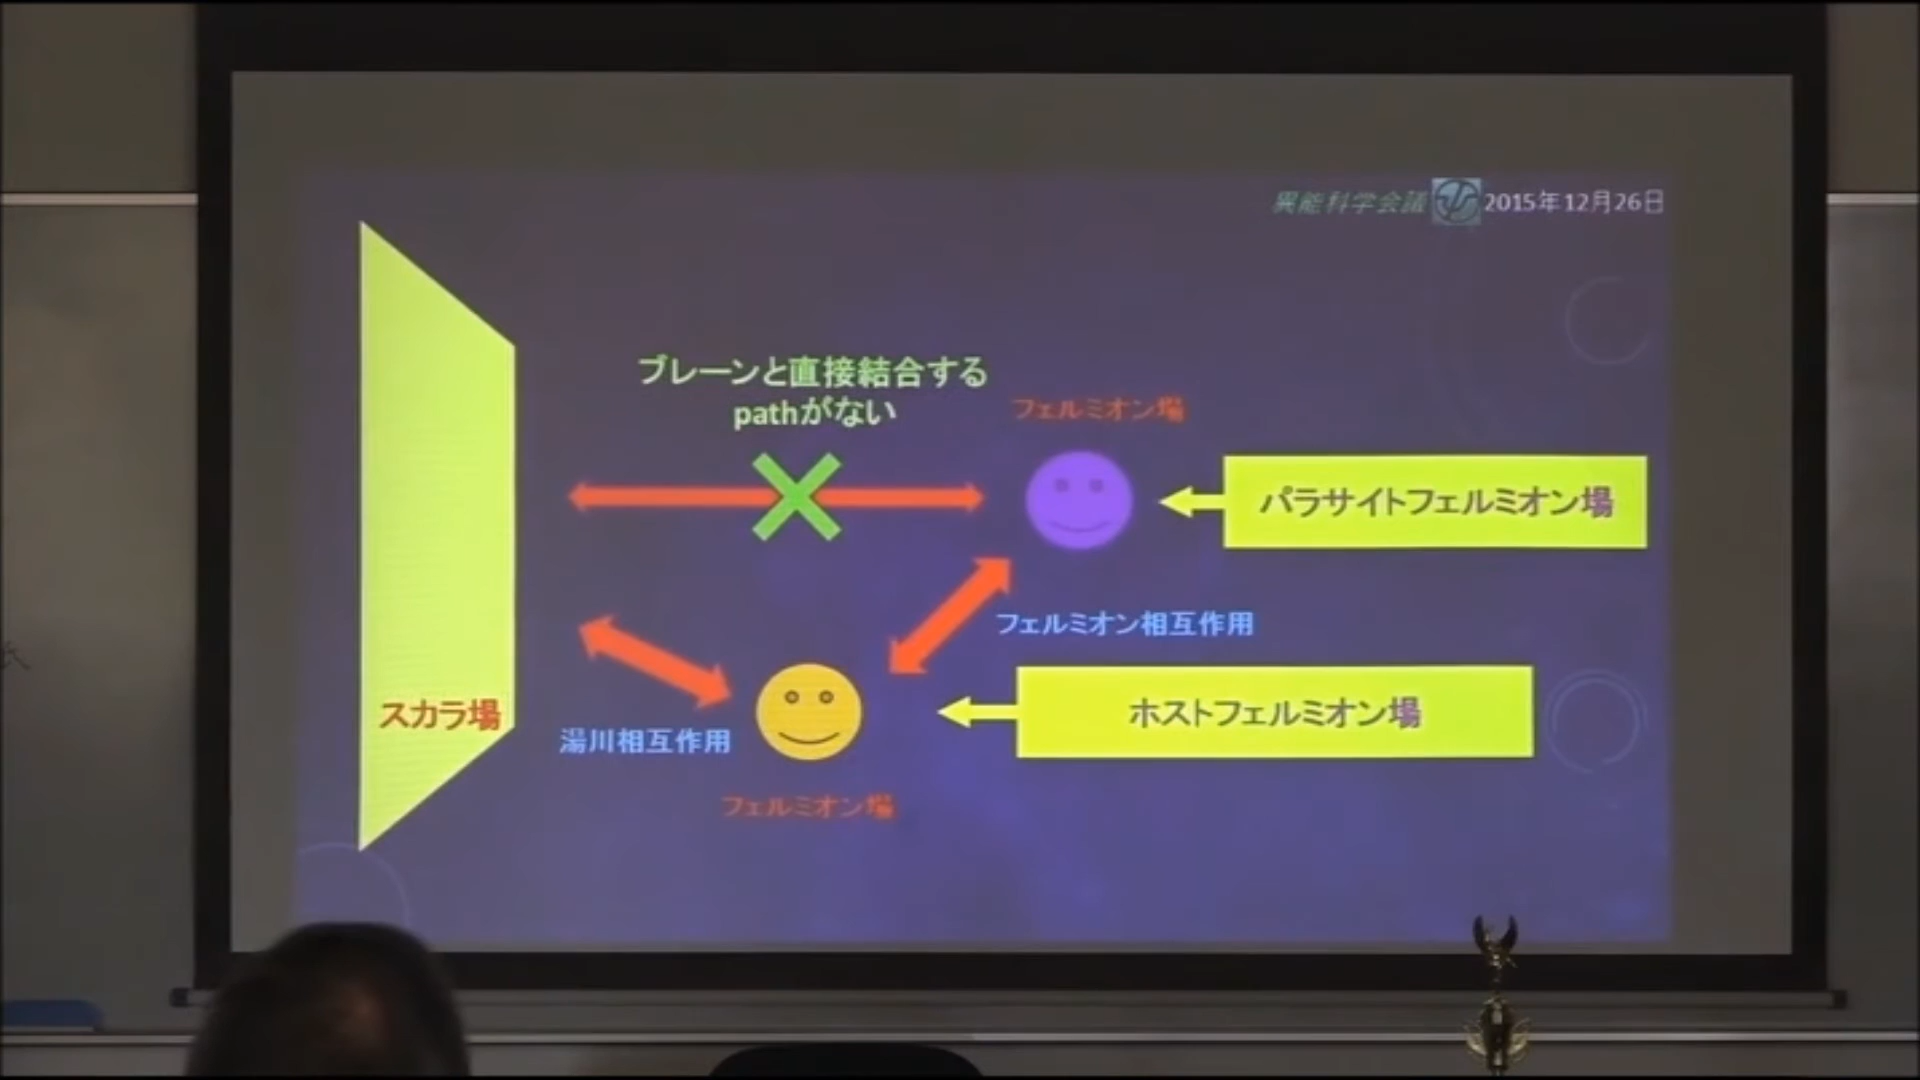 異能科学会議 2015年12月26日
ブレーンと直接結合する
pathがない
フェルミオン場
パラサイトフェルミオン場
フェルミオン相互作用
スカラ場
ホストフェルミオン場
湯川相互作用
フェルミオン場